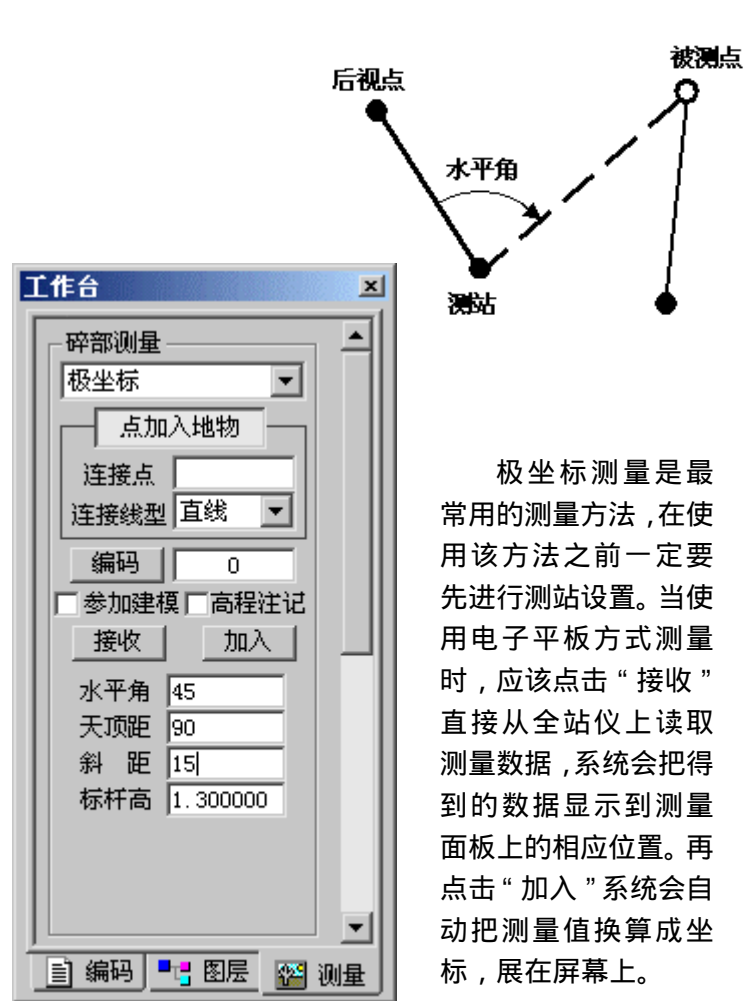 被测点
后视点
水平角
测站
工作台
碎部测量
极坐标
点加入地物
连接点
连接线型 直线
编码 0
参加建模 高程注记
接收 加入
水平角 45
天顶距 90
斜 距 15
标杆高 1.300000
编码 图层 测量
极坐标测量是最
常用的测量方法,在使
用该方法之前一定要
先进行测站设置。当使
用电子平板方式测量
时,应该点击“接收”
直接从全站仪上读取
测量数据,系统会把得
到的数据显示到测量
面板上的相应位置。再
点击“加入”系统会自
动把测量值换算成坐
标,展在屏幕上。